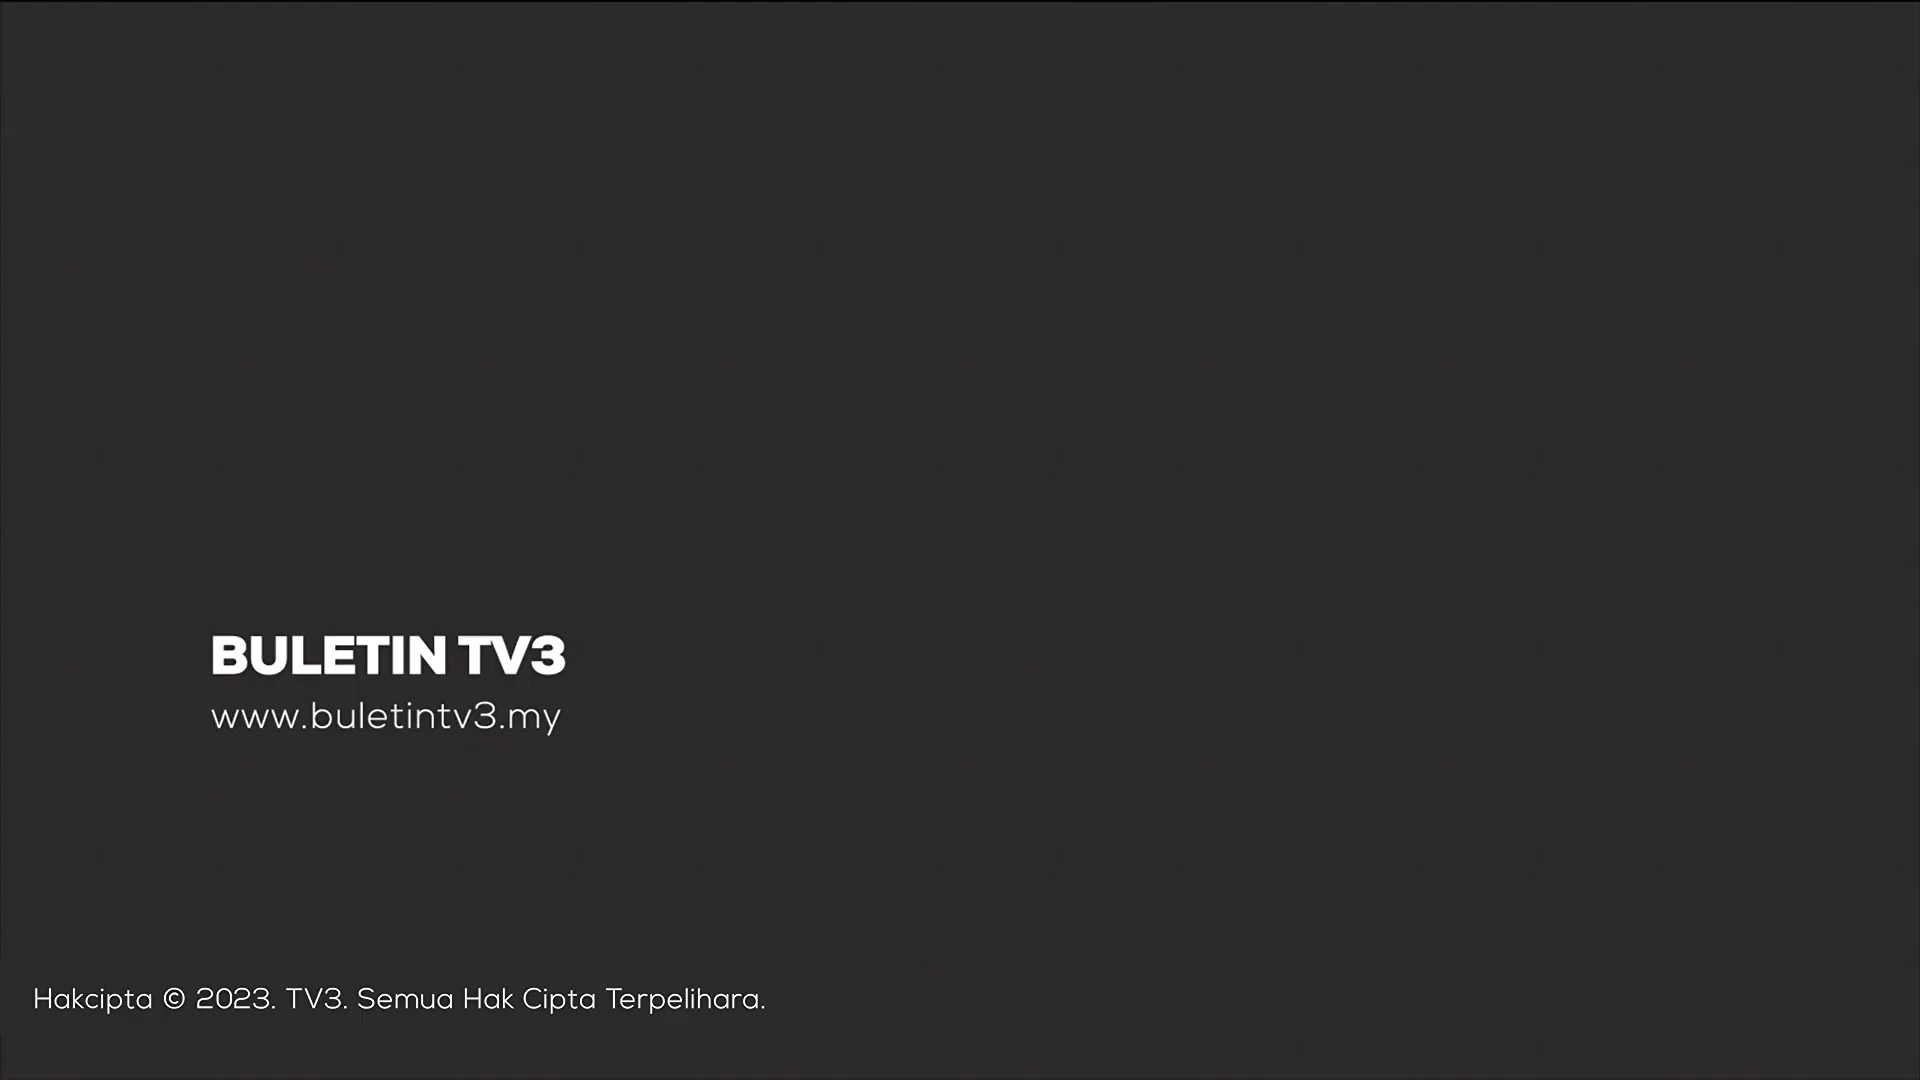 BULETIN TV3
www.buletintv3.my
Hakcipta © 2023. TV3. Semua Hak Cipta Terpelihara.